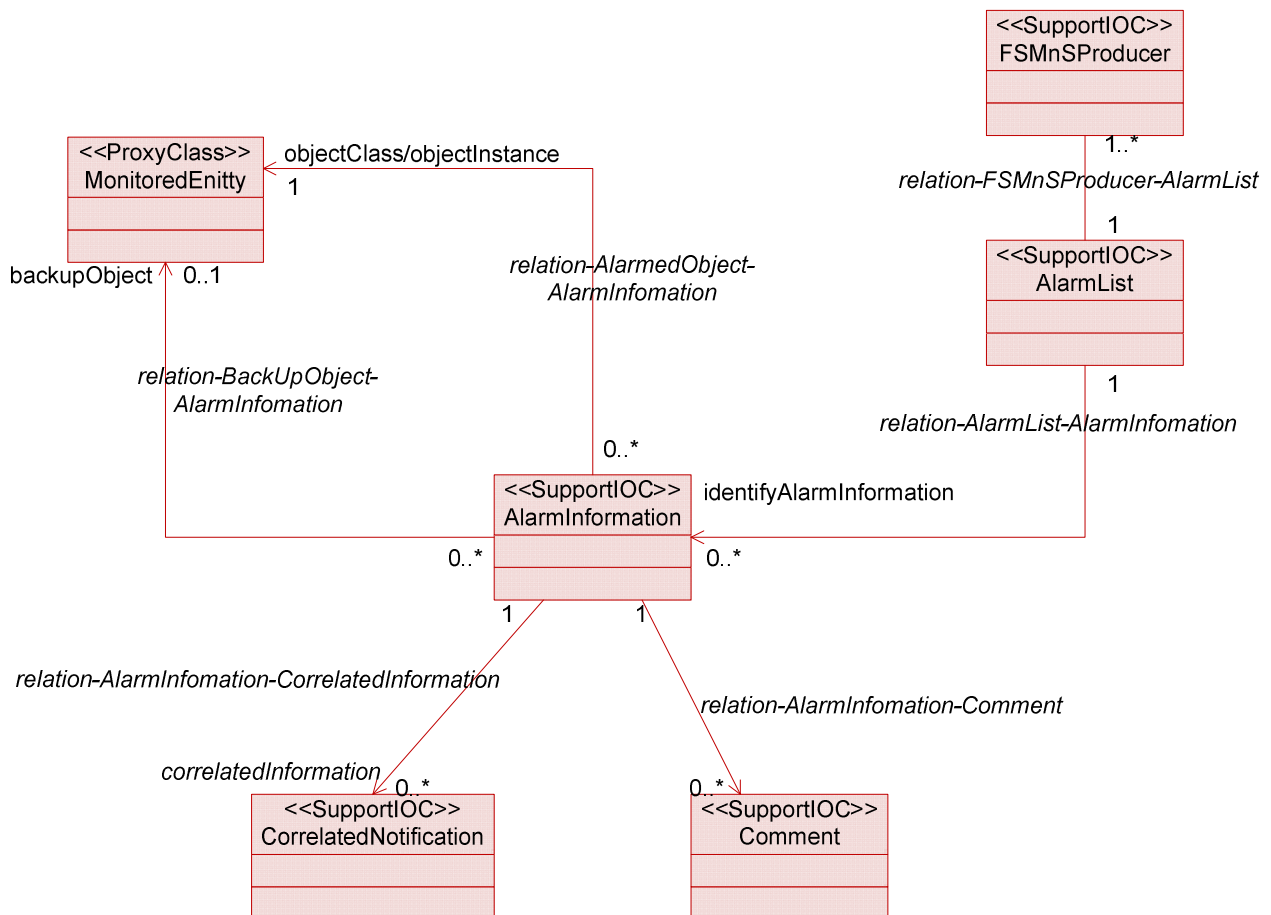 <<SupportIOC>>
FSMnSProducer
1..*
relation-FSMnSProducer-AlarmList
1
<<SupportIOC>>
AlarmList
1
relation-AlarmList-AlarmInfomation
<<ProxyClass>>
MonitoredEnitty
objectClass/objectInstance
1
backupObject
0..1
relation-AlarmedObject-
AlarmInfomation
relation-BackUpObject-
AlarmInfomation
0..*
<<SupportIOC>>
AlarmInformation
identifyAlarmInformation
0..*
0..*
1
1
relation-AlarmInfomation-CorrelatedInformation
relation-AlarmInfomation-Comment
correlatedInformation
0..*
0..*
<<SupportIOC>>
CorrelatedNotification
<<SupportIOC>>
Comment